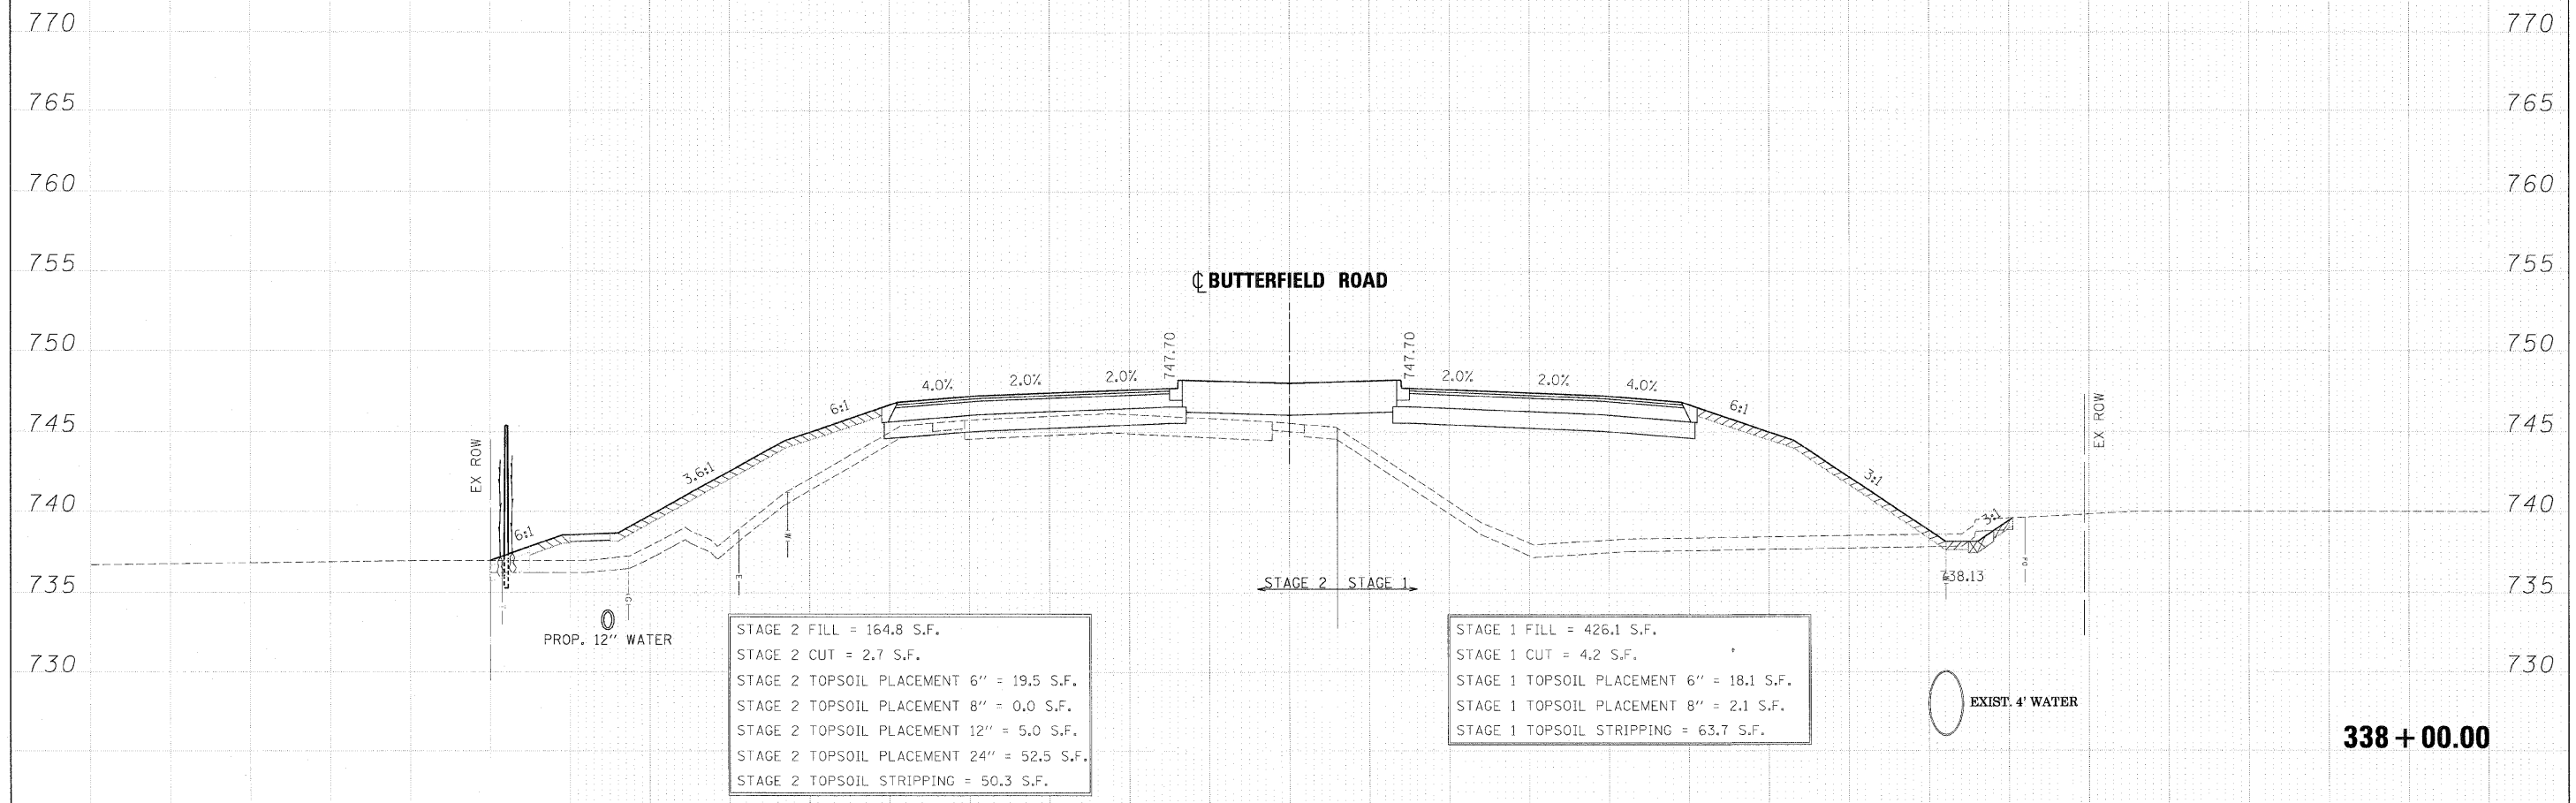 770
770
765
765
760
760
755
755
℄ BUTTERFIELD ROAD
750
750
747.70
747.70
4.0%
2.0%
2.0%
2.0%
2.0%
4.0%
6:1
6:1
745
745
EX ROW
EX ROW
3.6:1
3:1
740
740
6:1
3:1
W
E
G
735
735
STAGE 2
STAGE 1
738.13
FO
PROP. 12" WATER
STAGE 2 FILL = 164.8 S.F.
STAGE 2 CUT = 2.7 S.F.
STAGE 2 TOPSOIL PLACEMENT 6" = 19.5 S.F.
STAGE 2 TOPSOIL PLACEMENT 8" = 0.0 S.F.
STAGE 2 TOPSOIL PLACEMENT 12" = 5.0 S.F.
STAGE 2 TOPSOIL PLACEMENT 24" = 52.5 S.F.
STAGE 2 TOPSOIL STRIPPING = 50.3 S.F.
STAGE 1 FILL = 426.1 S.F.
STAGE 1 CUT = 4.2 S.F.
STAGE 1 TOPSOIL PLACEMENT 6" = 18.1 S.F.
STAGE 1 TOPSOIL PLACEMENT 8" = 2.1 S.F.
STAGE 1 TOPSOIL STRIPPING = 63.7 S.F.
730
730
EXIST. 4' WATER
338 + 00.00